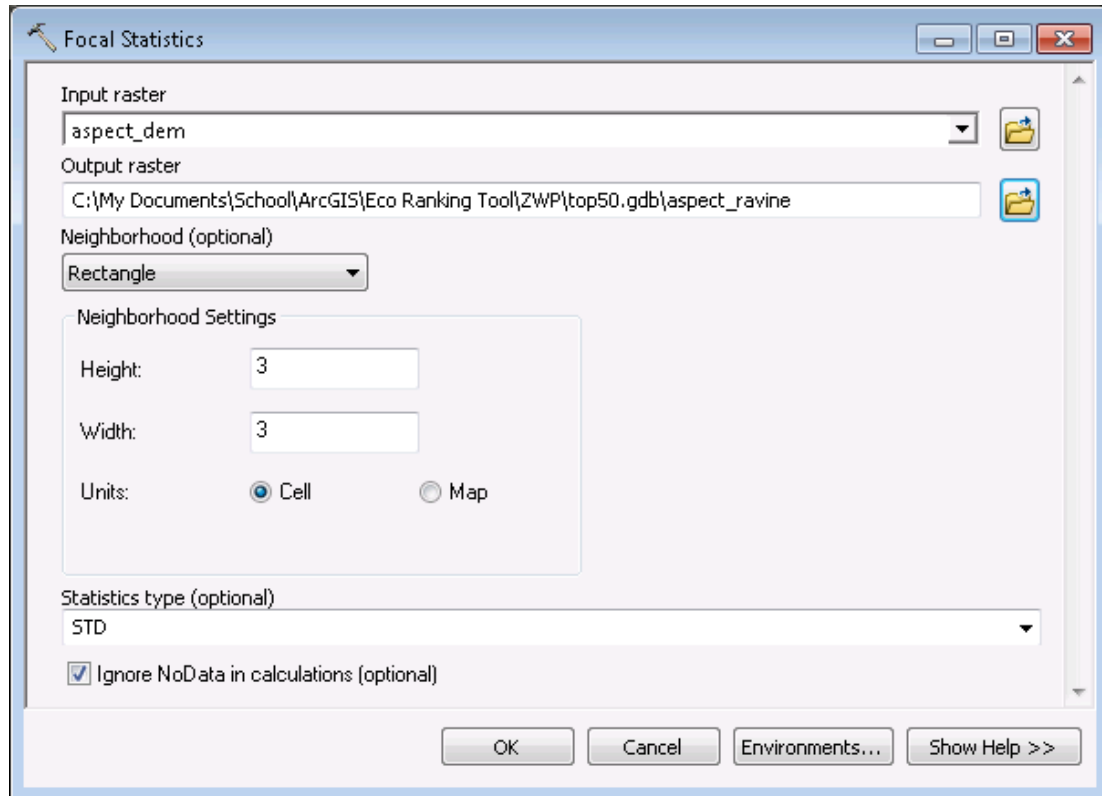 Focal Statistics
Input raster
aspect_dem
Output raster
C:\My Documents\School\ArcGIS\Eco Ranking Tool\ZWP\top50.gdb\aspect_ravine
Neighborhood (optional)
Rectangle
Neighborhood Settings
Height: 3
Width: 3
Units: Cell Map
Statistics type (optional)
STD
Ignore NoData in calculations (optional)
OK Cancel Environments... Show Help >>